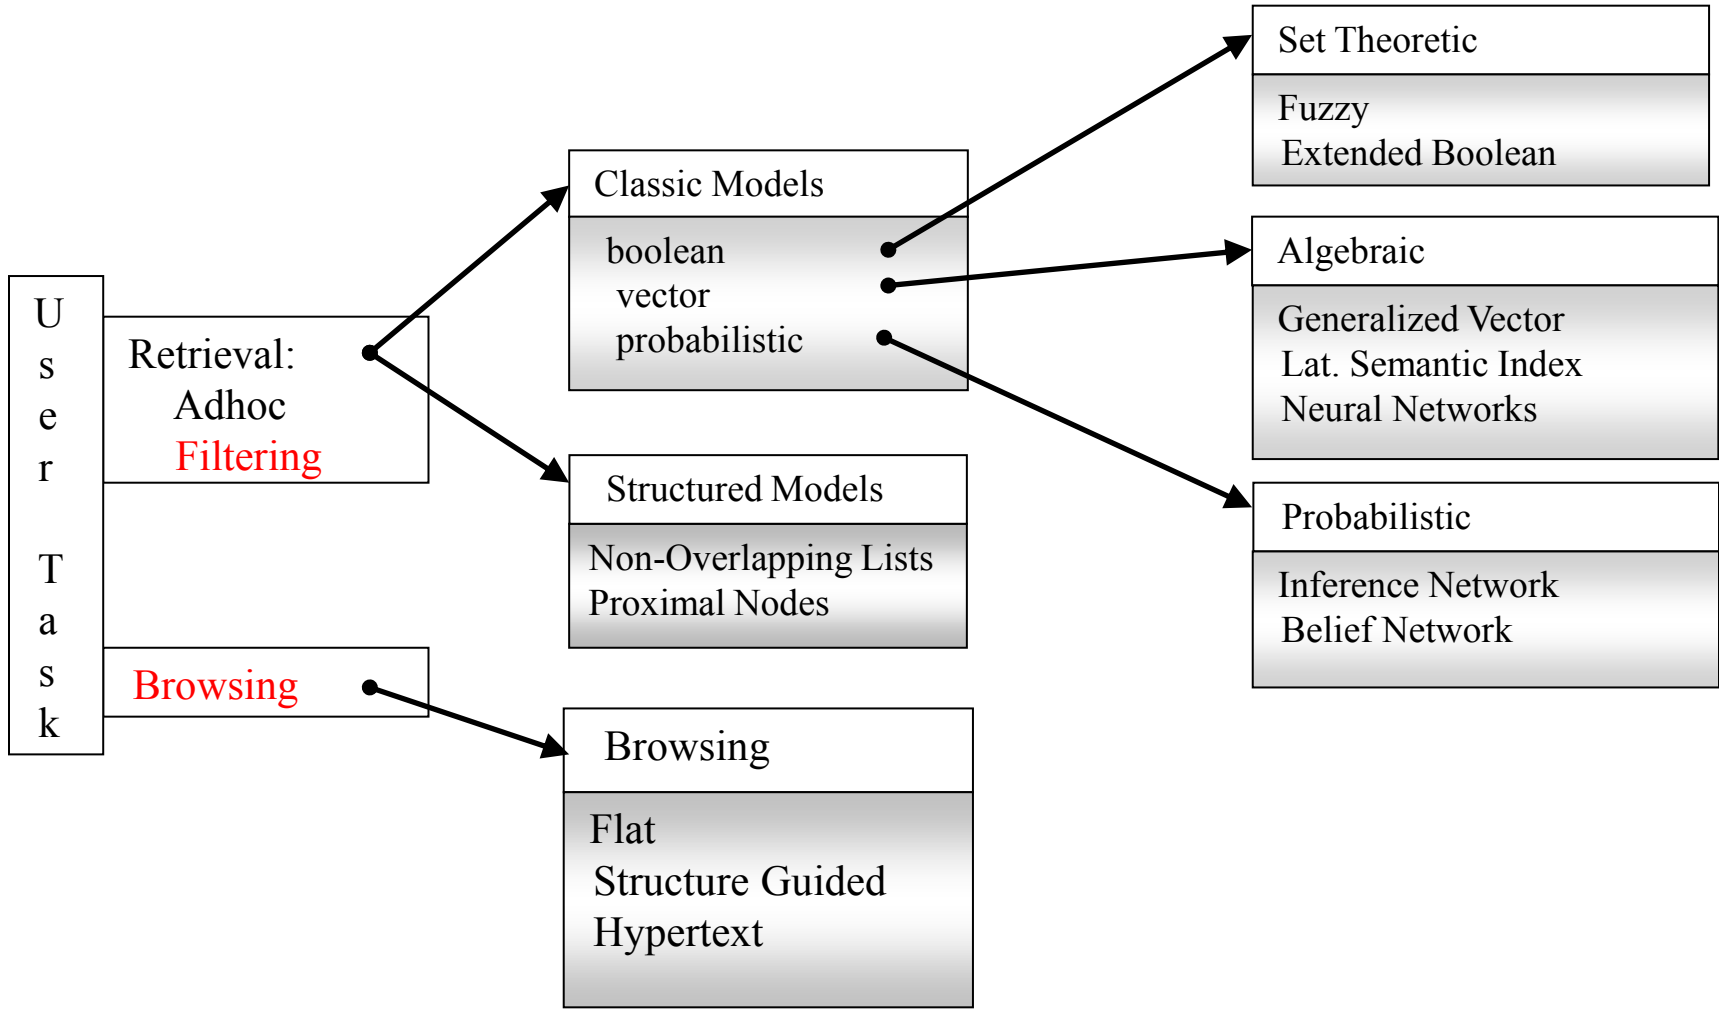 User Task
Retrieval:
Adhoc
Filtering
Browsing
Classic Models
boolean
vector
probabilistic
Structured Models
Non-Overlapping Lists
Proximal Nodes
Browsing
Flat
Structure Guided
Hypertext
Set Theoretic
Fuzzy
Extended Boolean
Algebraic
Generalized Vector
Lat. Semantic Index
Neural Networks
Probabilistic
Inference Network
Belief Network